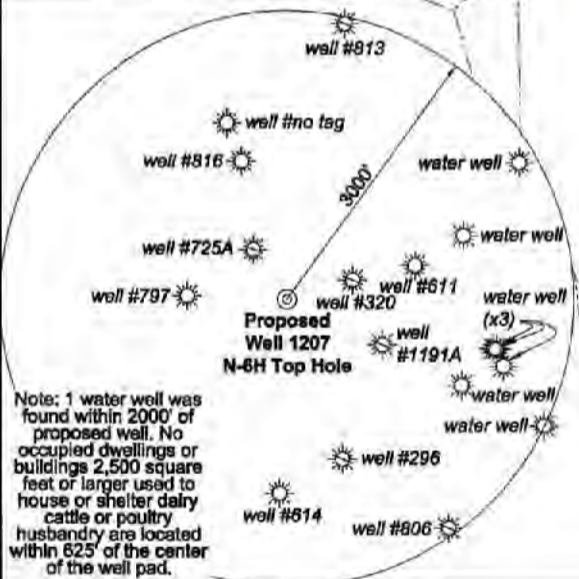 well #813
well #no tag
well #816
water well
3000'
well #725A
water well
well #611
well #797
well #320
water well
(x3)
Proposed
Well 1207
N-6H Top Hole
well
#1191A
Note: 1 water well was
found within 2000' of
proposed well. No
occupied dwellings or
buildings 2,500 square
feet or larger used to
house or shelter dairy
cattle or poultry
husbandry are located
within 625' of the center
of the well pad.
water well
water well
well #296
well #614
well #806